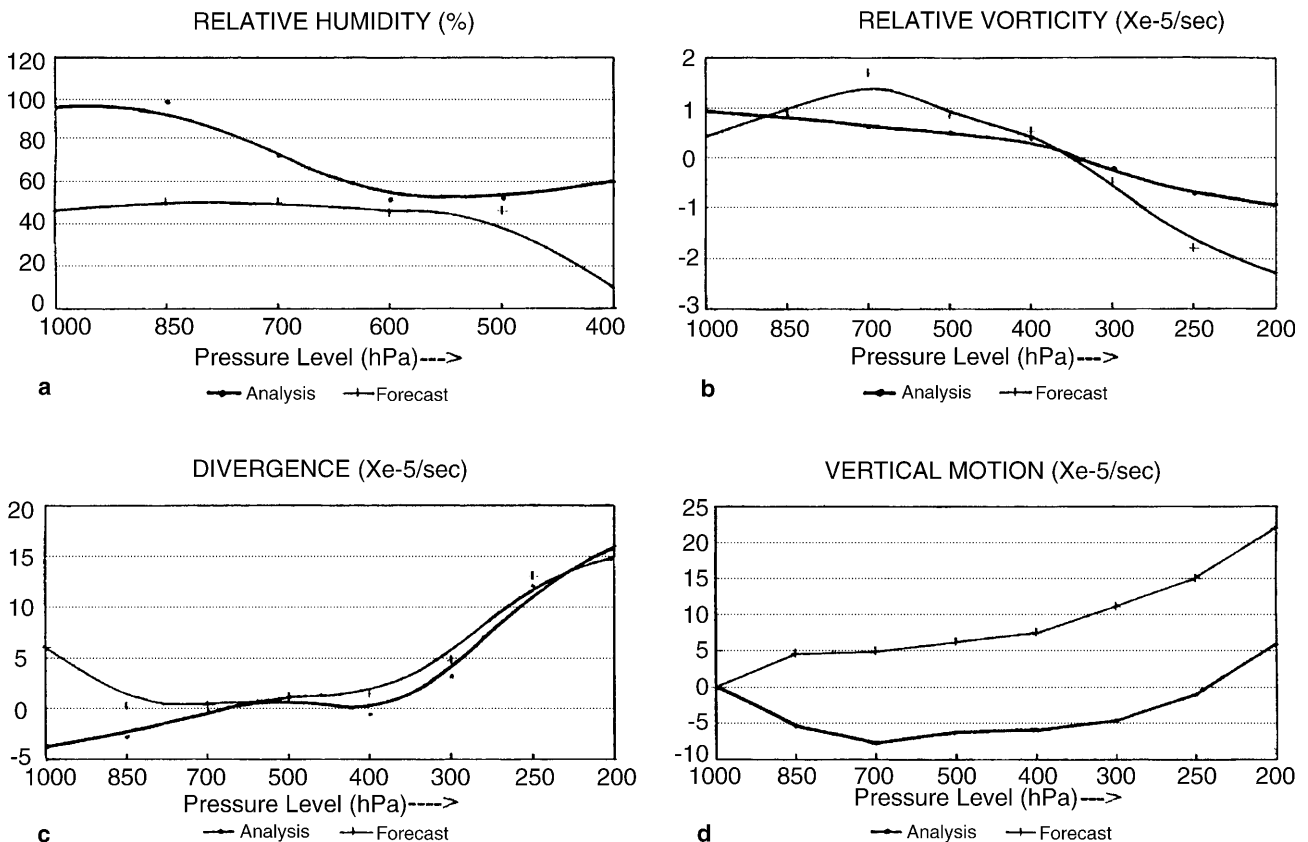 RELATIVE HUMIDITY (%)
120
100
80
60
40
20
0
1000 850 700 600 500 400
Pressure Level (hPa)--->
a
Analysis Forecast
RELATIVE VORTICITY (Xe-5/sec)
2
1
0
-1
-2
-3
1000 850 700 500 400 300 250 200
Pressure Level (hPa)--->
b
Analysis Forecast
DIVERGENCE (Xe-5/sec)
20
15
10
5
0
-5
1000 850 700 500 400 300 250 200
Pressure Level (hPa)---->
c
Analysis Forecast
VERTICAL MOTION (Xe-5/sec)
25
20
15
10
5
0
-5
-10
1000 850 700 500 400 300 250 200
Pressure Level (hPa)--->
d
Analysis Forecast